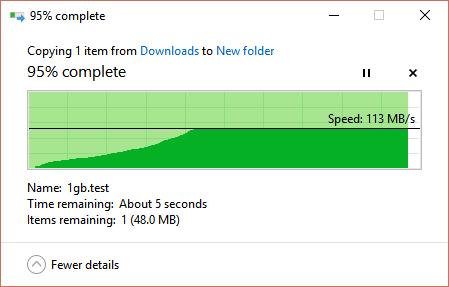 95% complete
Copying 1 item from Downloads to New folder
95% complete
Speed: 113 MB/s
Name: 1gb.test
Time remaining: About 5 seconds
Items remaining: 1 (48.0 MB)
Fewer details